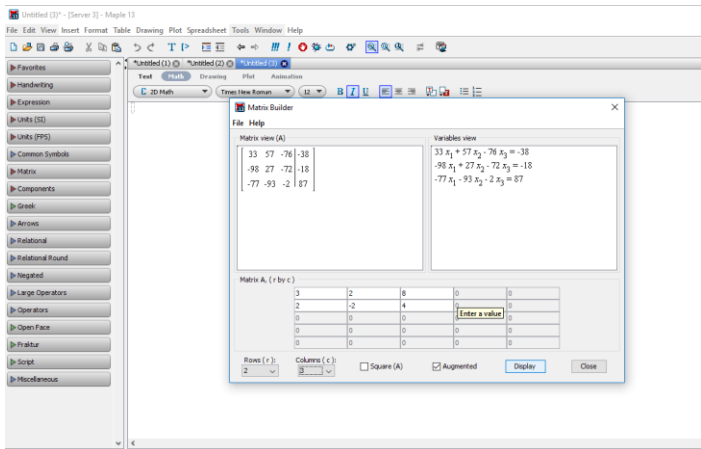 Untitled (3)* - [Server 3] - Maple 13
File Edit View Insert Format Table Drawing Plot Spreadsheet Tools Window Help
*Untitled (1) *Untitled (2) *Untitled (3)
Text Math Drawing Plot Animation
C 2D Math Times New Roman 12 B I U
Favorites
Handwriting
Expression
Units (SI)
Units (FPS)
Common Symbols
Matrix
Components
Greek
Arrows
Relational
Relational Round
Negated
Large Operators
Operators
Open Face
Fraktur
Script
Miscellaneous
Matrix Builder
File Help
Matrix view (A)
33 57 -76 -38
-98 27 -72 -18
-77 -93 -2 87
Variables view
33 x₁ + 57 x₂ - 76 x₃ = -38
-98 x₁ + 27 x₂ - 72 x₃ = -18
-77 x₁ - 93 x₂ - 2 x₃ = 87
Matrix A, ( r by c )
3 2 8 0 0
2 -2 4 0 0
0 0 0 0 0
0 0 0 0 0
0 0 0 0 0
Enter a value
Rows ( r ): Columns ( c ):
2 3 Square (A) Augmented Display Close